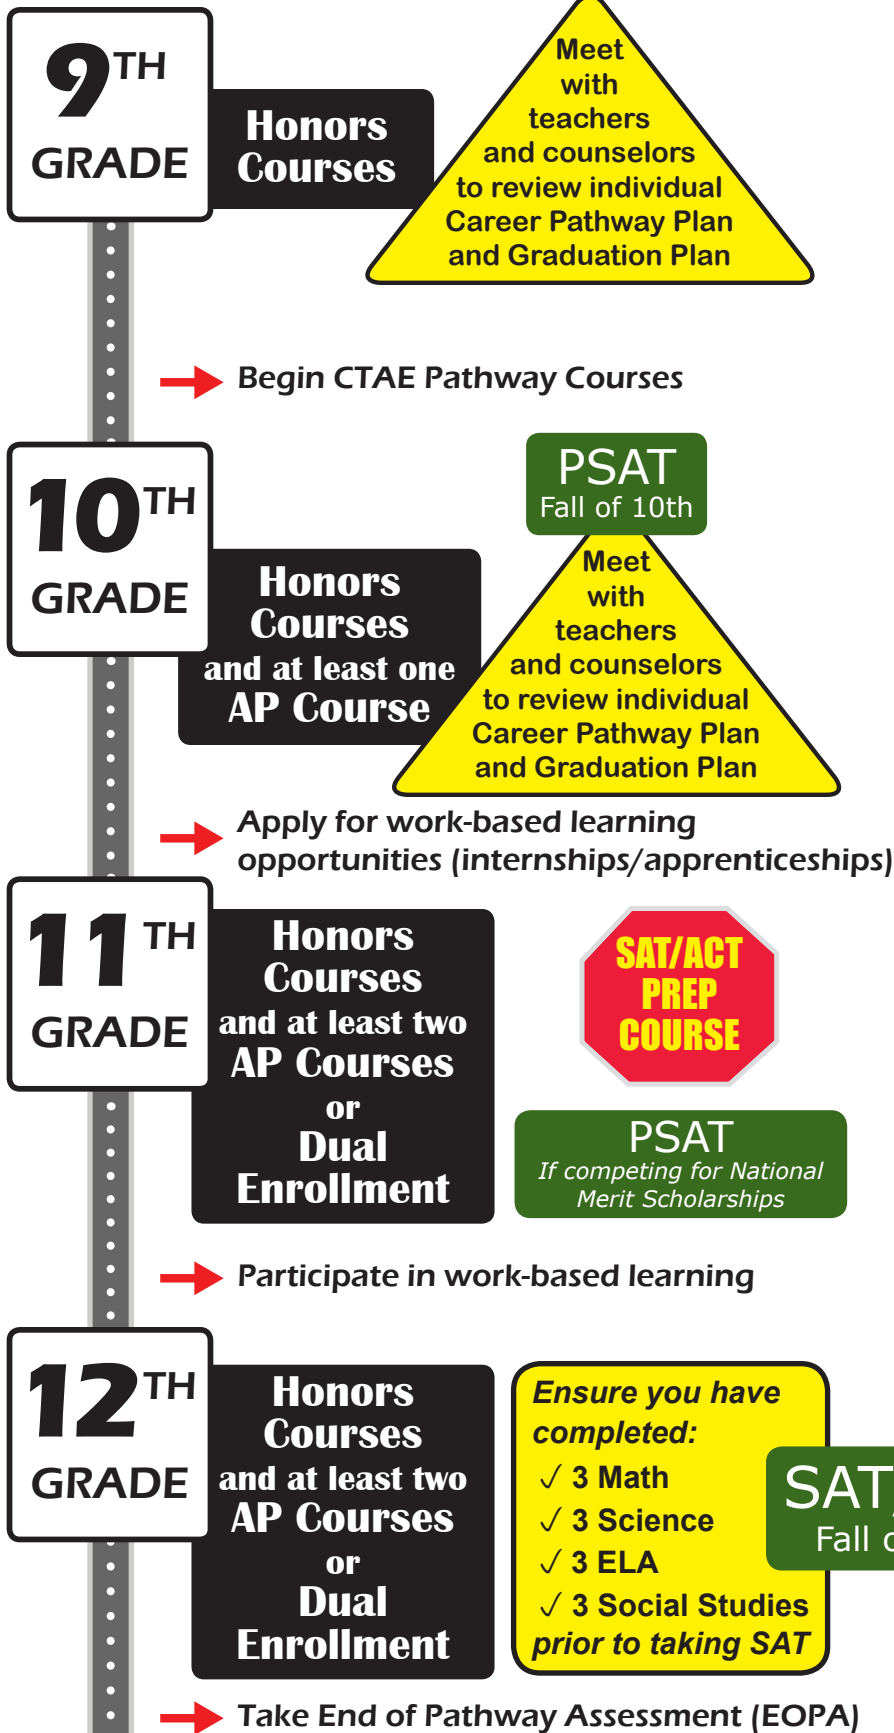 9TH
GRADE
Honors
Courses
Meet
with
teachers
and counselors
to review individual
Career Pathway Plan
and Graduation Plan
Begin CTAE Pathway Courses
10TH
GRADE
Honors
Courses
and at least one
AP Course
PSAT
Fall of 10th
Meet
with
teachers
and counselors
to review individual
Career Pathway Plan
and Graduation Plan
Apply for work-based learning
opportunities (internships/apprenticeships)
11TH
GRADE
Honors
Courses
and at least two
AP Courses
or
Dual
Enrollment
SAT/ACT
PREP
COURSE
PSAT
If competing for National
Merit Scholarships
Participate in work-based learning
12TH
GRADE
Honors
Courses
and at least two
AP Courses
or
Dual
Enrollment
Ensure you have
completed:
✓ 3 Math
✓ 3 Science
✓ 3 ELA
✓ 3 Social Studies
prior to taking SAT
SAT
Fall
Take End of Pathway Assessment (EOPA)